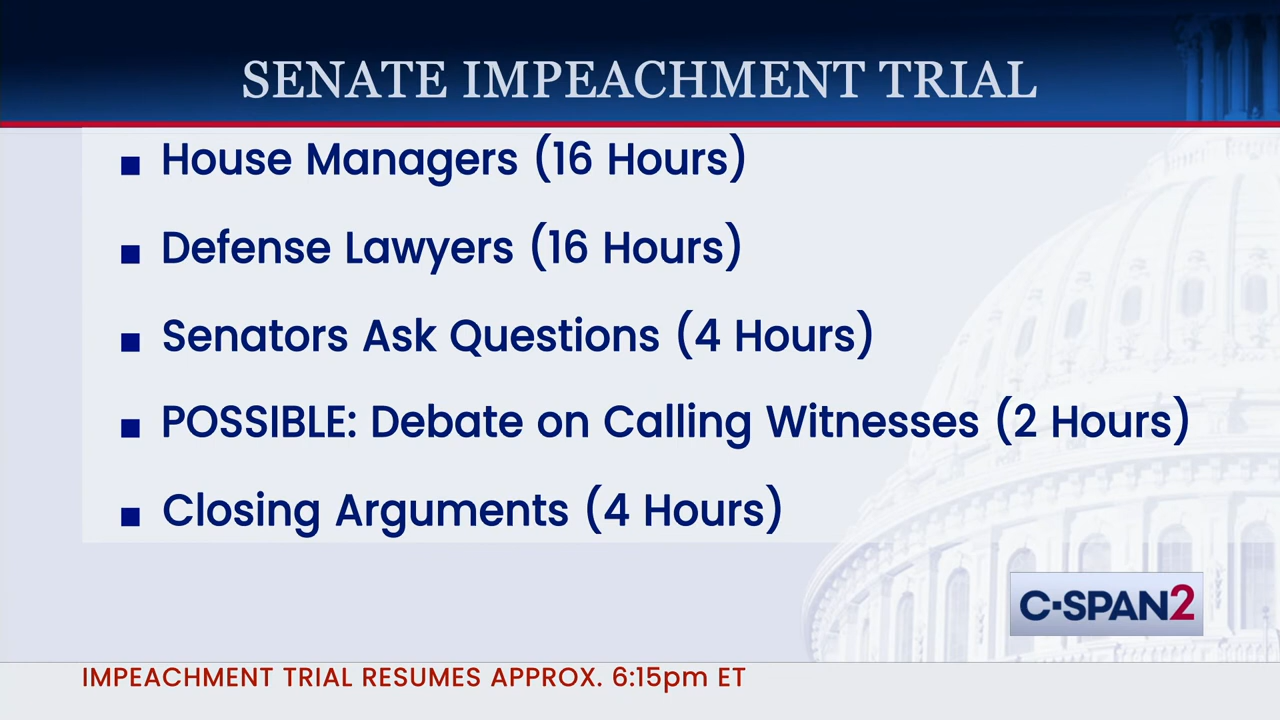 SENATE IMPEACHMENT TRIAL
■ House Managers (16 Hours)
■ Defense Lawyers (16 Hours)
■ Senators Ask Questions (4 Hours)
■ POSSIBLE: Debate on Calling Witnesses (2 Hours)
■ Closing Arguments (4 Hours)
C·SPAN2
IMPEACHMENT TRIAL RESUMES APPROX. 6:15pm ET